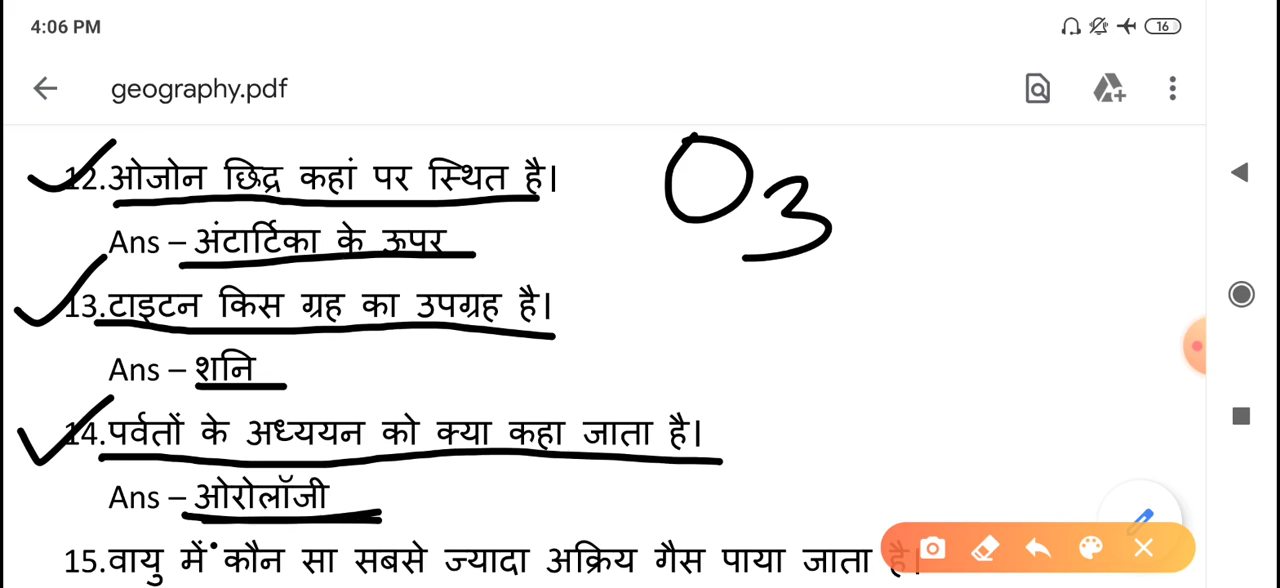 4:06 PM
16
geography.pdf
12.ओजोन छिद्र कहां पर स्थित है।
O3
Ans – अंटार्टिका के ऊपर
13.टाइटन किस ग्रह का उपग्रह है।
Ans – शनि
14.पर्वतों के अध्ययन को क्या कहा जाता है।
Ans – ओरोलॉजी
15.वायु में कौन सा सबसे ज्यादा अक्रिय गैस पाया जाता है।